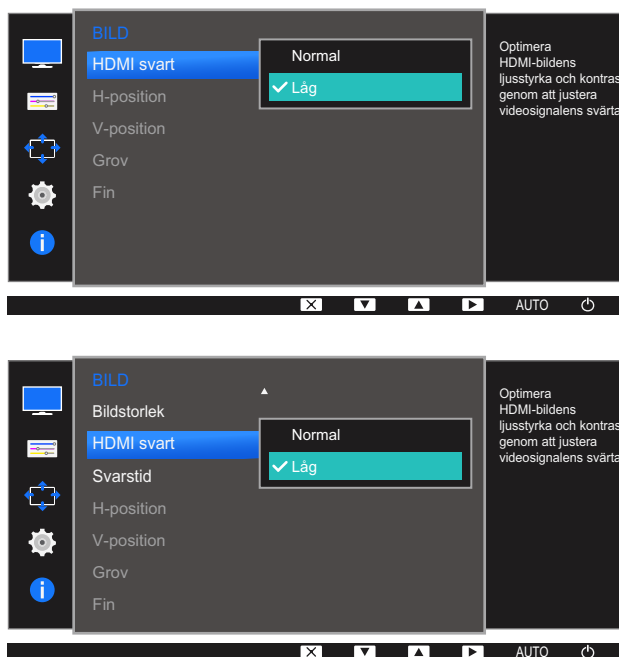 BILD
HDMI svart
H-position
V-position
Grov
Fin
Normal
Låg
Optimera
HDMI-bildens
ljusstyrka och kontras
genom att justera
videosignalens svärta
AUTO
BILD
Bildstorlek
HDMI svart
Svarstid
H-position
V-position
Grov
Fin
Normal
Låg
Optimera
HDMI-bildens
ljusstyrka och kontras
genom att justera
videosignalens svärta
AUTO